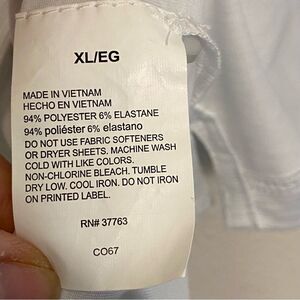 XL/EG
MADE IN VIETNAM
HECHO EN VIETNAM
94% POLYESTER 6% ELASTANE
94% poliéster 6% elastano
DO NOT USE FABRIC SOFTENERS
OR DRYER SHEETS. MACHINE WASH
COLD WITH LIKE COLORS.
NON-CHLORINE BLEACH. TUMBLE
DRY LOW. COOL IRON. DO NOT IRON
ON PRINTED LABEL.
RN# 37763
CO67